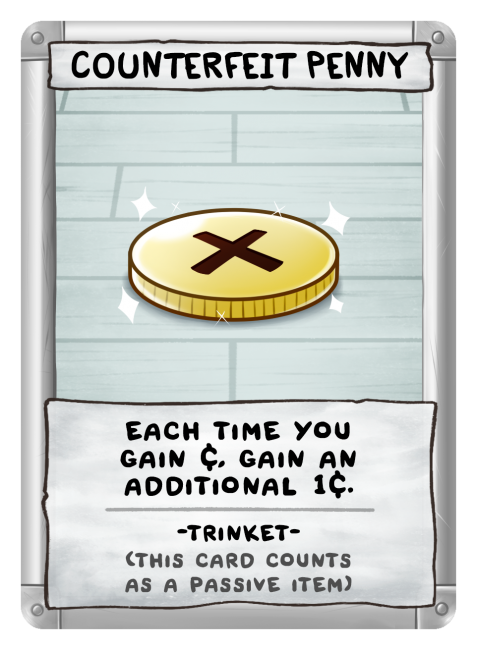 COUNTERFEIT PENNY
EACH TIME YOU
GAIN ¢, GAIN AN
ADDITIONAL 1¢.
-TRINKET-
(THIS CARD COUNTS
AS A PASSIVE ITEM)